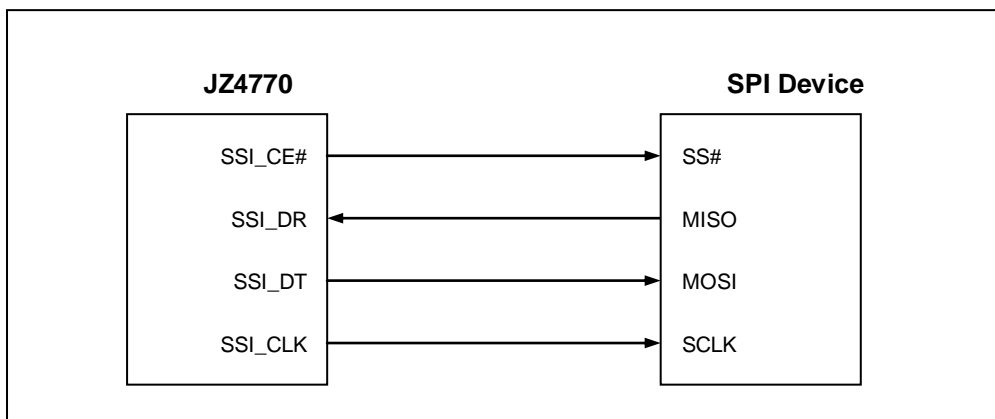 JZ4770 SPI Device
SSI_CE# SS#
SSI_DR MISO
SSI_DT MOSI
SSI_CLK SCLK